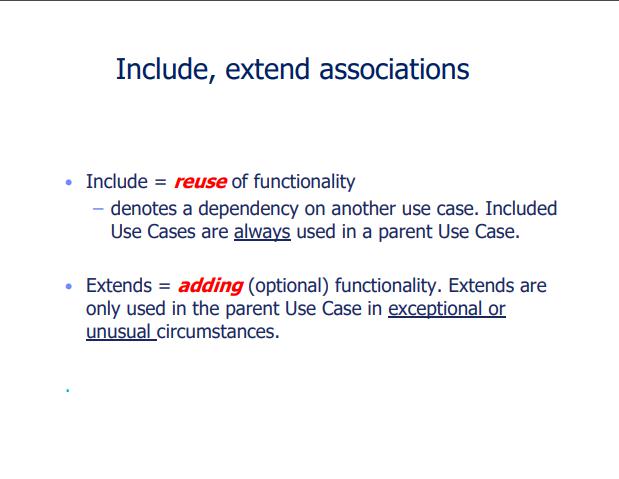 Include, extend associations
• Include = reuse of functionality
– denotes a dependency on another use case. Included
Use Cases are always used in a parent Use Case.
• Extends = adding (optional) functionality. Extends are
only used in the parent Use Case in exceptional or
unusual circumstances.
.